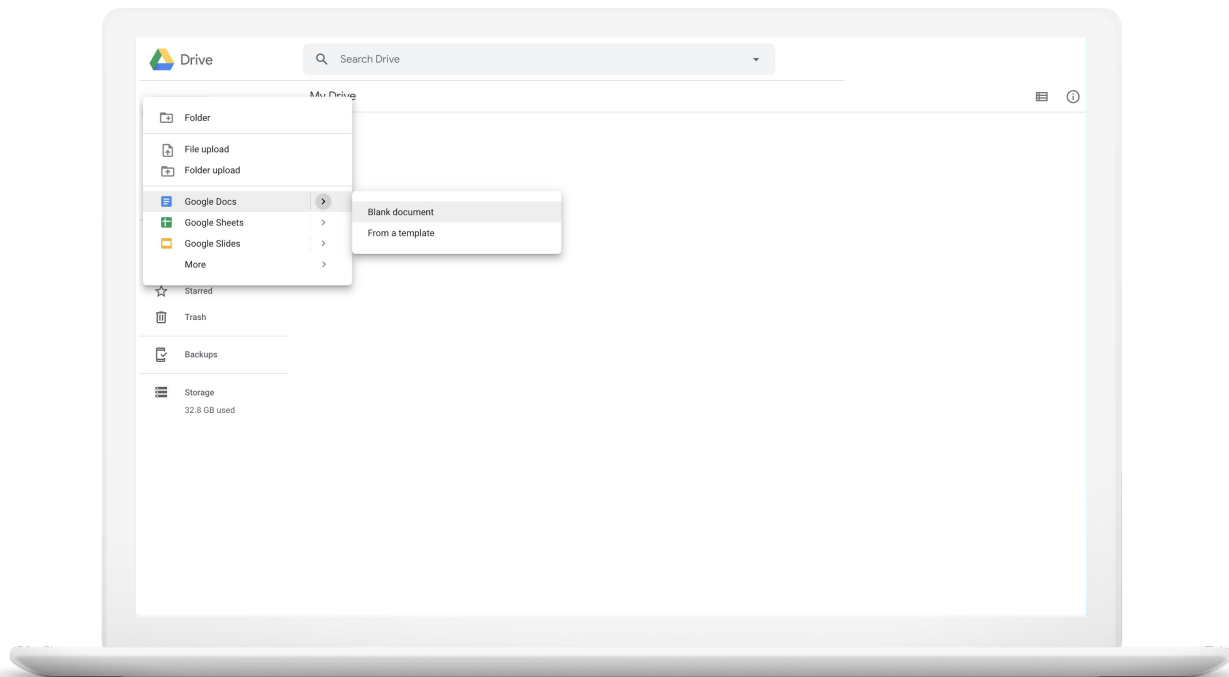 Drive
Search Drive
My Drive
Folder
File upload
Folder upload
Google Docs
Google Sheets
Google Slides
More
Blank document
From a template
Starred
Trash
Backups
Storage
32.8 GB used